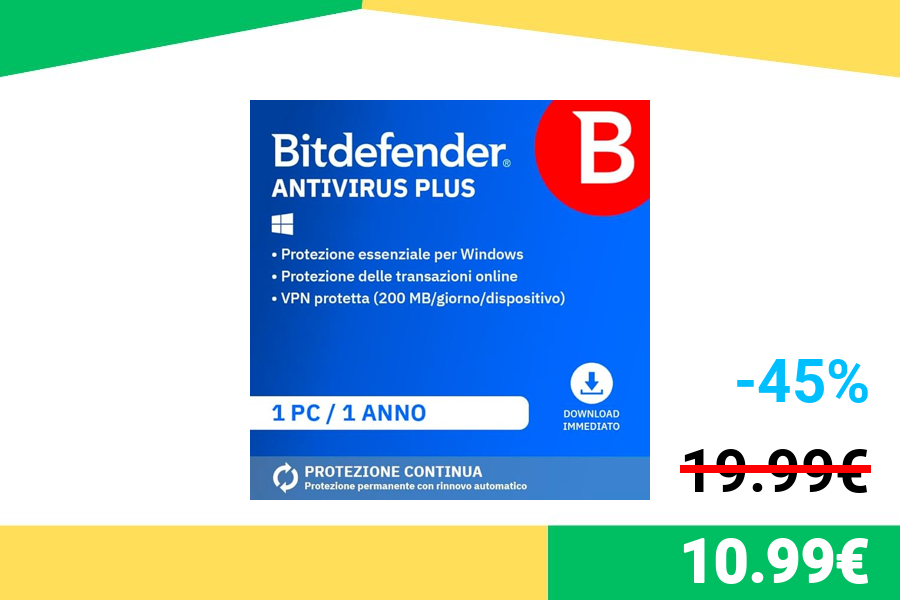 Bitdefender®
B
ANTIVIRUS PLUS
• Protezione essenziale per Windows
• Protezione delle transazioni online
• VPN protetta (200 MB/giorno/dispositivo)
1 PC / 1 ANNO
DOWNLOAD
IMMEDIATO
PROTEZIONE CONTINUA
Protezione permanente con rinnovo automatico
-45%
19.99€
10.99€